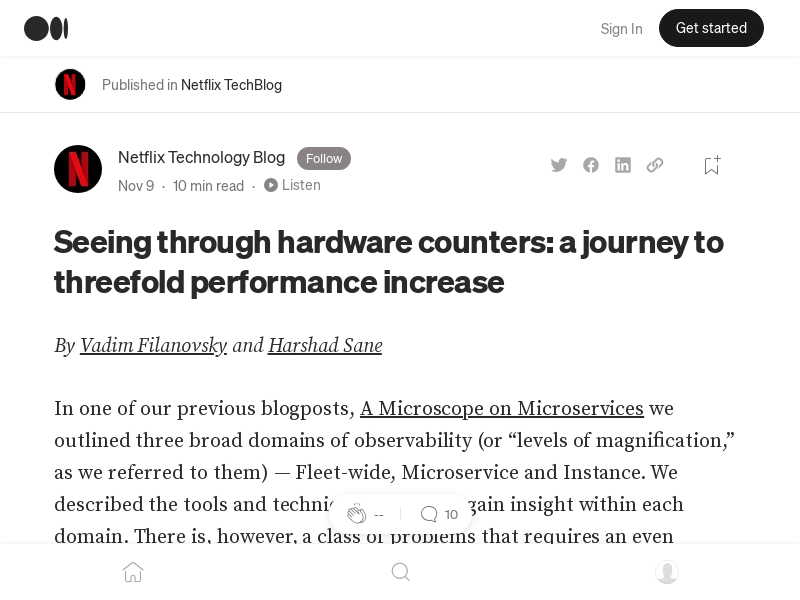 Sign In
Get started
Published in Netflix TechBlog
Netflix Technology Blog Follow
Nov 9 · 10 min read · Listen
Seeing through hardware counters: a journey to
threefold performance increase
By Vadim Filanovsky and Harshad Sane
In one of our previous blogposts, A Microscope on Microservices we
outlined three broad domains of observability (or “levels of magnification,”
as we referred to them) — Fleet-wide, Microservice and Instance. We
described the tools and gain insight within each
-- 10
domain. There is, however, a class of problems that requires an even